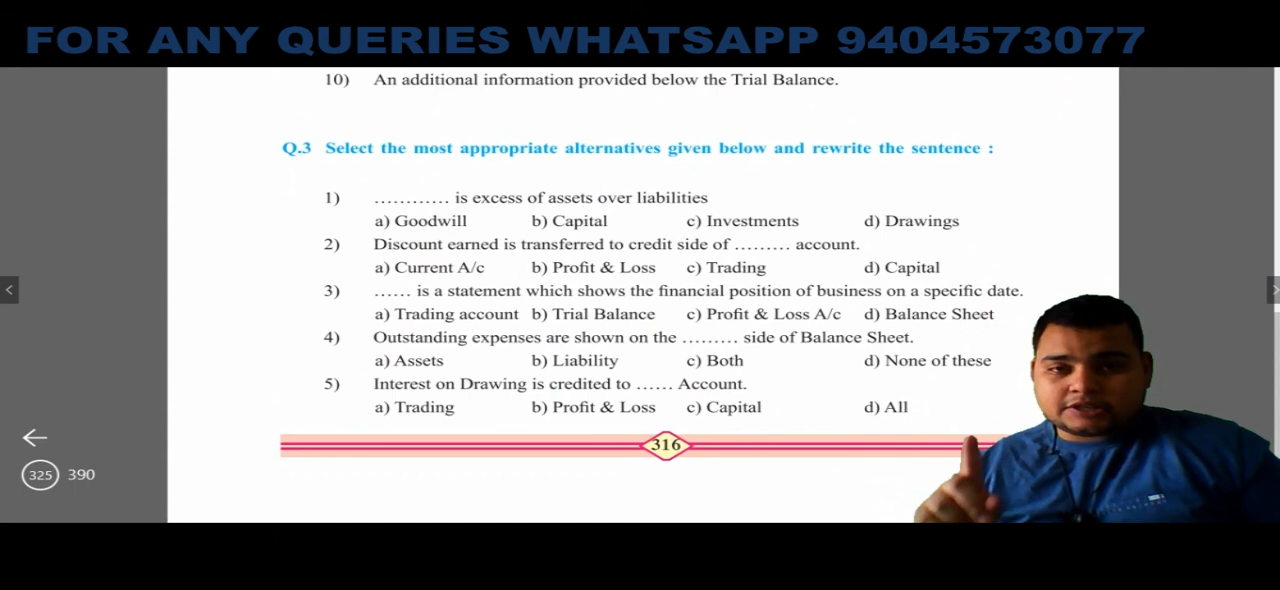 FOR ANY QUERIES WHATSAPP 9404573077
10) An additional information provided below the Trial Balance.
Q.3 Select the most appropriate alternatives given below and rewrite the sentence :
1) ............ is excess of assets over liabilities
a) Goodwill b) Capital c) Investments d) Drawings
2) Discount earned is transferred to credit side of ......... account.
a) Current A/c b) Profit & Loss c) Trading d) Capital
3) ...... is a statement which shows the financial position of business on a specific date.
a) Trading account b) Trial Balance c) Profit & Loss A/c d) Balance Sheet
4) Outstanding expenses are shown on the ......... side of Balance Sheet.
a) Assets b) Liability c) Both d) None of these
5) Interest on Drawing is credited to ...... Account.
a) Trading b) Profit & Loss c) Capital d) All
316
325 390